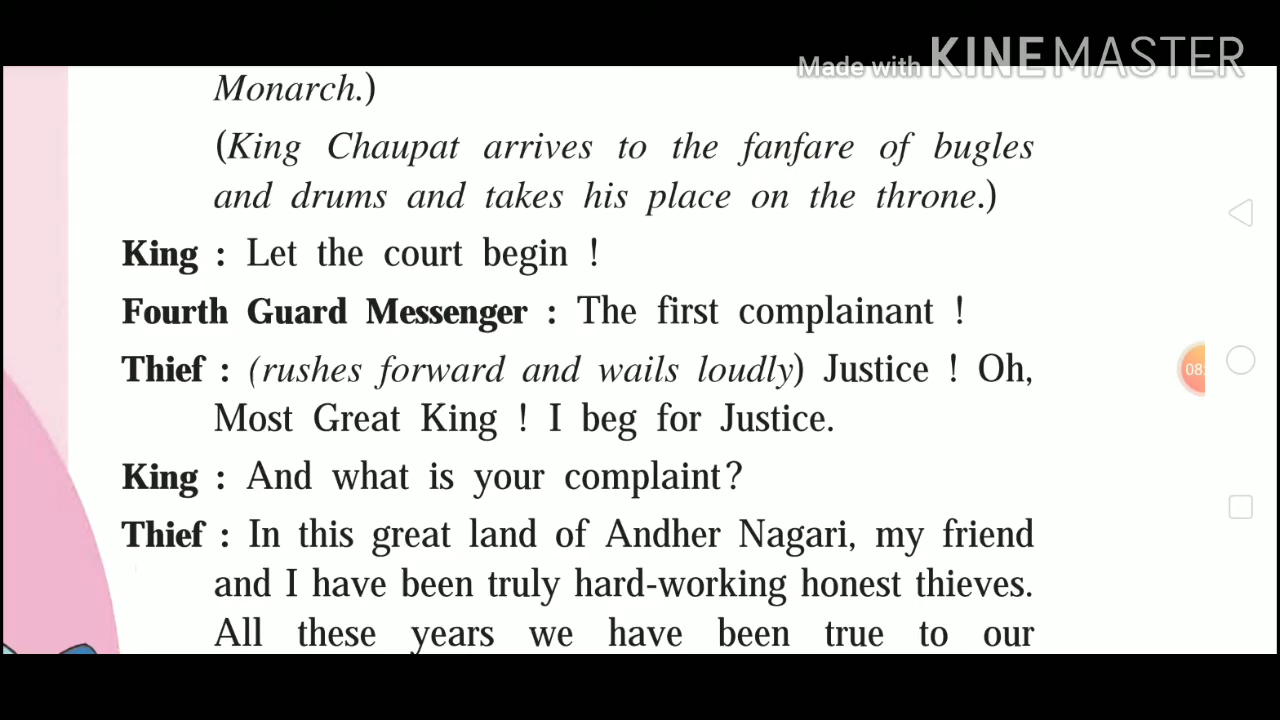 Made with KINEMASTER
Monarch.)
(King Chaupat arrives to the fanfare of bugles
and drums and takes his place on the throne.)
King : Let the court begin !
Fourth Guard Messenger : The first complainant !
Thief : (rushes forward and wails loudly) Justice ! Oh,
Most Great King ! I beg for Justice.
King : And what is your complaint?
Thief : In this great land of Andher Nagari, my friend
and I have been truly hard-working honest thieves.
All these years we have been true to our